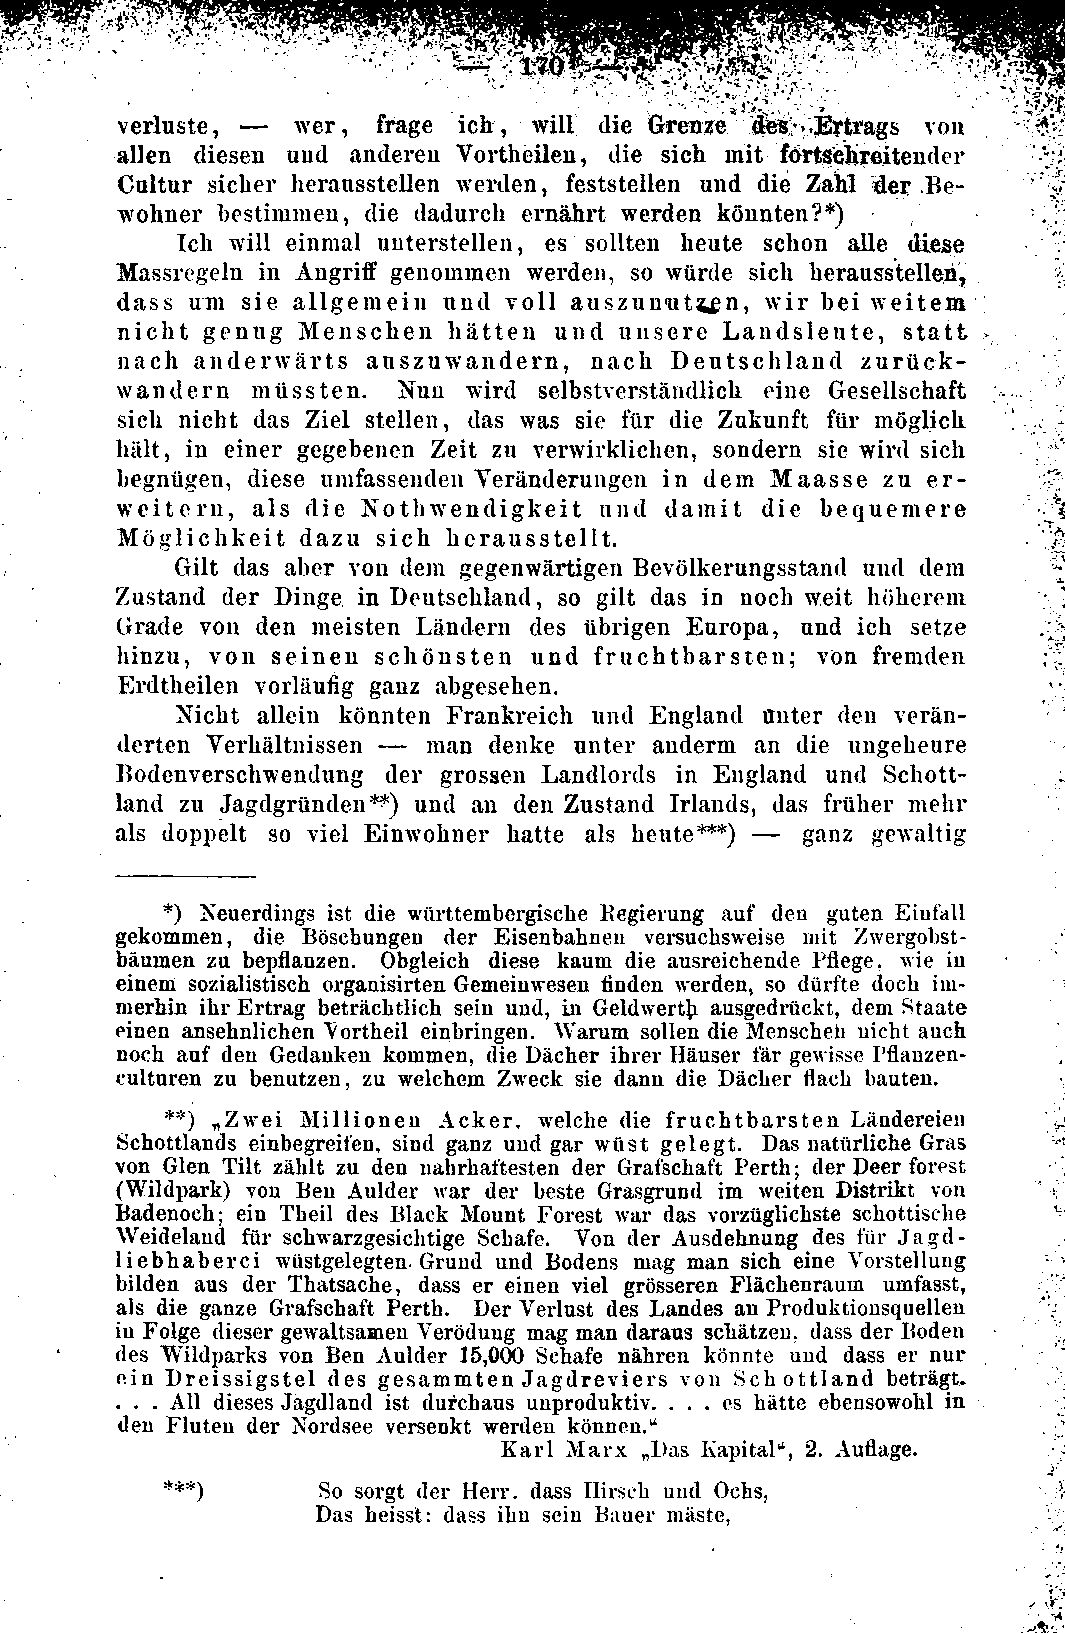 — 170 —
verluste, — wer, frage ich, will die Grenze des Ertrags von
allen diesen und anderen Vortheilen, die sich mit fortschreitender
Cultur sicher herausstellen werden, feststellen und die Zahl der Be-
wohner bestimmen, die dadurch ernährt werden könnten?*)
Ich will einmal unterstellen, es sollten heute schon alle diese
Massregeln in Angriff genommen werden, so würde sich herausstellen,
dass um sie allgemein und voll auszunutzen, wir bei weitem
nicht genug Menschen hätten und unsere Landsleute, statt
nach anderwärts auszuwandern, nach Deutschland zurück-
wandern müssten. Nun wird selbstverständlich eine Gesellschaft
sich nicht das Ziel stellen, das was sie für die Zukunft für möglich
hält, in einer gegebenen Zeit zu verwirklichen, sondern sie wird sich
begnügen, diese umfassenden Veränderungen in dem Maasse zu er-
weitern, als die Nothwendigkeit und damit die bequemere
Möglichkeit dazu sich herausstellt.
Gilt das aber von dem gegenwärtigen Bevölkerungsstand und dem
Zustand der Dinge in Deutschland, so gilt das in noch weit höherem
Grade von den meisten Ländern des übrigen Europa, und ich setze
hinzu, von seinen schönsten und fruchtbarsten; von fremden
Erdtheilen vorläufig ganz abgesehen.
Nicht allein könnten Frankreich und England unter den verän-
derten Verhältnissen — man denke unter anderm an die ungeheure
Bodenverschwendung der grossen Landlords in England und Schott-
land zu Jagdgründen**) und an den Zustand Irlands, das früher mehr
als doppelt so viel Einwohner hatte als heute***) — ganz gewaltig
*) Neuerdings ist die württembergische Regierung auf den guten Einfall
gekommen, die Böschungen der Eisenbahnen versuchsweise mit Zwergobst-
bäumen zu bepflanzen. Obgleich diese kaum die ausreichende Pflege, wie in
einem sozialistisch organisirten Gemeinwesen finden werden, so dürfte doch im-
merhin ihr Ertrag beträchtlich sein und, in Geldwerth ausgedrückt, dem Staate
einen ansehnlichen Vortheil einbringen. Warum sollen die Menschen nicht auch
noch auf den Gedanken kommen, die Dächer ihrer Häuser fär gewisse Pflanzen-
culturen zu benutzen, zu welchem Zweck sie dann die Dächer flach bauten.
**) „Zwei Millionen Acker, welche die fruchtbarsten Ländereien
Schottlands einbegreifen, sind ganz und gar wüst gelegt. Das natürliche Gras
von Glen Tilt zählt zu den nahrhaftesten der Grafschaft Perth; der Deer forest
(Wildpark) von Ben Aulder war der beste Grasgrund im weiten Distrikt von
Badenoch; ein Theil des Black Mount Forest war das vorzüglichste schottische
Weideland für schwarzgesichtige Schafe. Von der Ausdehnung des für Jagd-
liebhaberei wüstgelegten Grund und Bodens mag man sich eine Vorstellung
bilden aus der Thatsache, dass er einen viel grösseren Flächenraum umfasst,
als die ganze Grafschaft Perth. Der Verlust des Landes an Produktionsquellen
in Folge dieser gewaltsamen Verödung mag man daraus schätzen, dass der Boden
des Wildparks von Ben Aulder 15,000 Schafe nähren könnte und dass er nur
ein Dreissigstel des gesammten Jagdreviers von Schottland beträgt.
. . . All dieses Jagdland ist durchaus unproduktiv. . . . es hätte ebensowohl in
den Fluten der Nordsee versenkt werden können.“
Karl Marx „Das Kapital“, 2. Auflage.
***) So sorgt der Herr, dass Hirsch und Ochs,
Das heisst: dass ihn sein Bauer mäste,